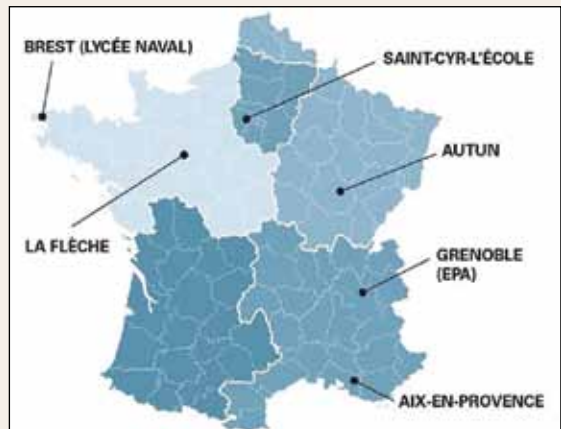 BREST (LYCÉE NAVAL)
SAINT-CYR-L'ÉCOLE
AUTUN
LA FLÈCHE
GRENOBLE
(EPA)
AIX-EN-PROVENCE